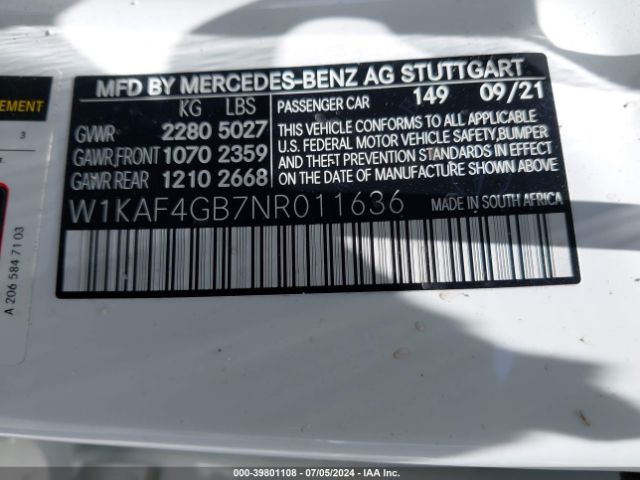 MFD BY MERCEDES-BENZ AG STUTTGART
KG LBS
PASSENGER CAR 149 09/21
GVWR 2280 5027
GAWR FRONT 1070 2359
GAWR REAR 1210 2668
THIS VEHICLE CONFORMS TO ALL APPLICABLE
U.S. FEDERAL MOTOR VEHICLE SAFETY, BUMPER
AND THEFT PREVENTION STANDARDS IN EFFECT
ON THE DATE OF MANUFACTURE SHOWN ABOVE
W1KAF4GB7NR011636 MADE IN SOUTH AFRICA
EMENT
3
A 206 584 71 03
000-39801108 - 07/05/2024 - IAA Inc.